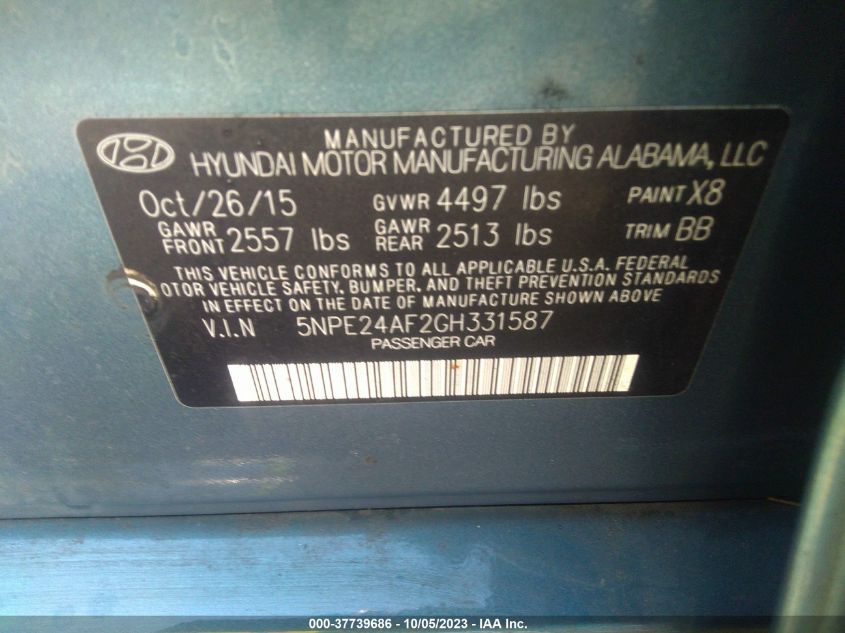 MANUFACTURED BY
HYUNDAI MOTOR MANUFACTURING ALABAMA, LLC
Oct/26/15 GVWR 4497 lbs PAINT X8
GAWR FRONT 2557 lbs GAWR REAR 2513 lbs TRIM BB
THIS VEHICLE CONFORMS TO ALL APPLICABLE U.S.A. FEDERAL
OTOR VEHICLE SAFETY, BUMPER, AND THEFT PREVENTION STANDARDS
IN EFFECT ON THE DATE OF MANUFACTURE SHOWN ABOVE
V.I.N 5NPE24AF2GH331587
PASSENGER CAR
000-37739686 - 10/05/2023 - IAA Inc.